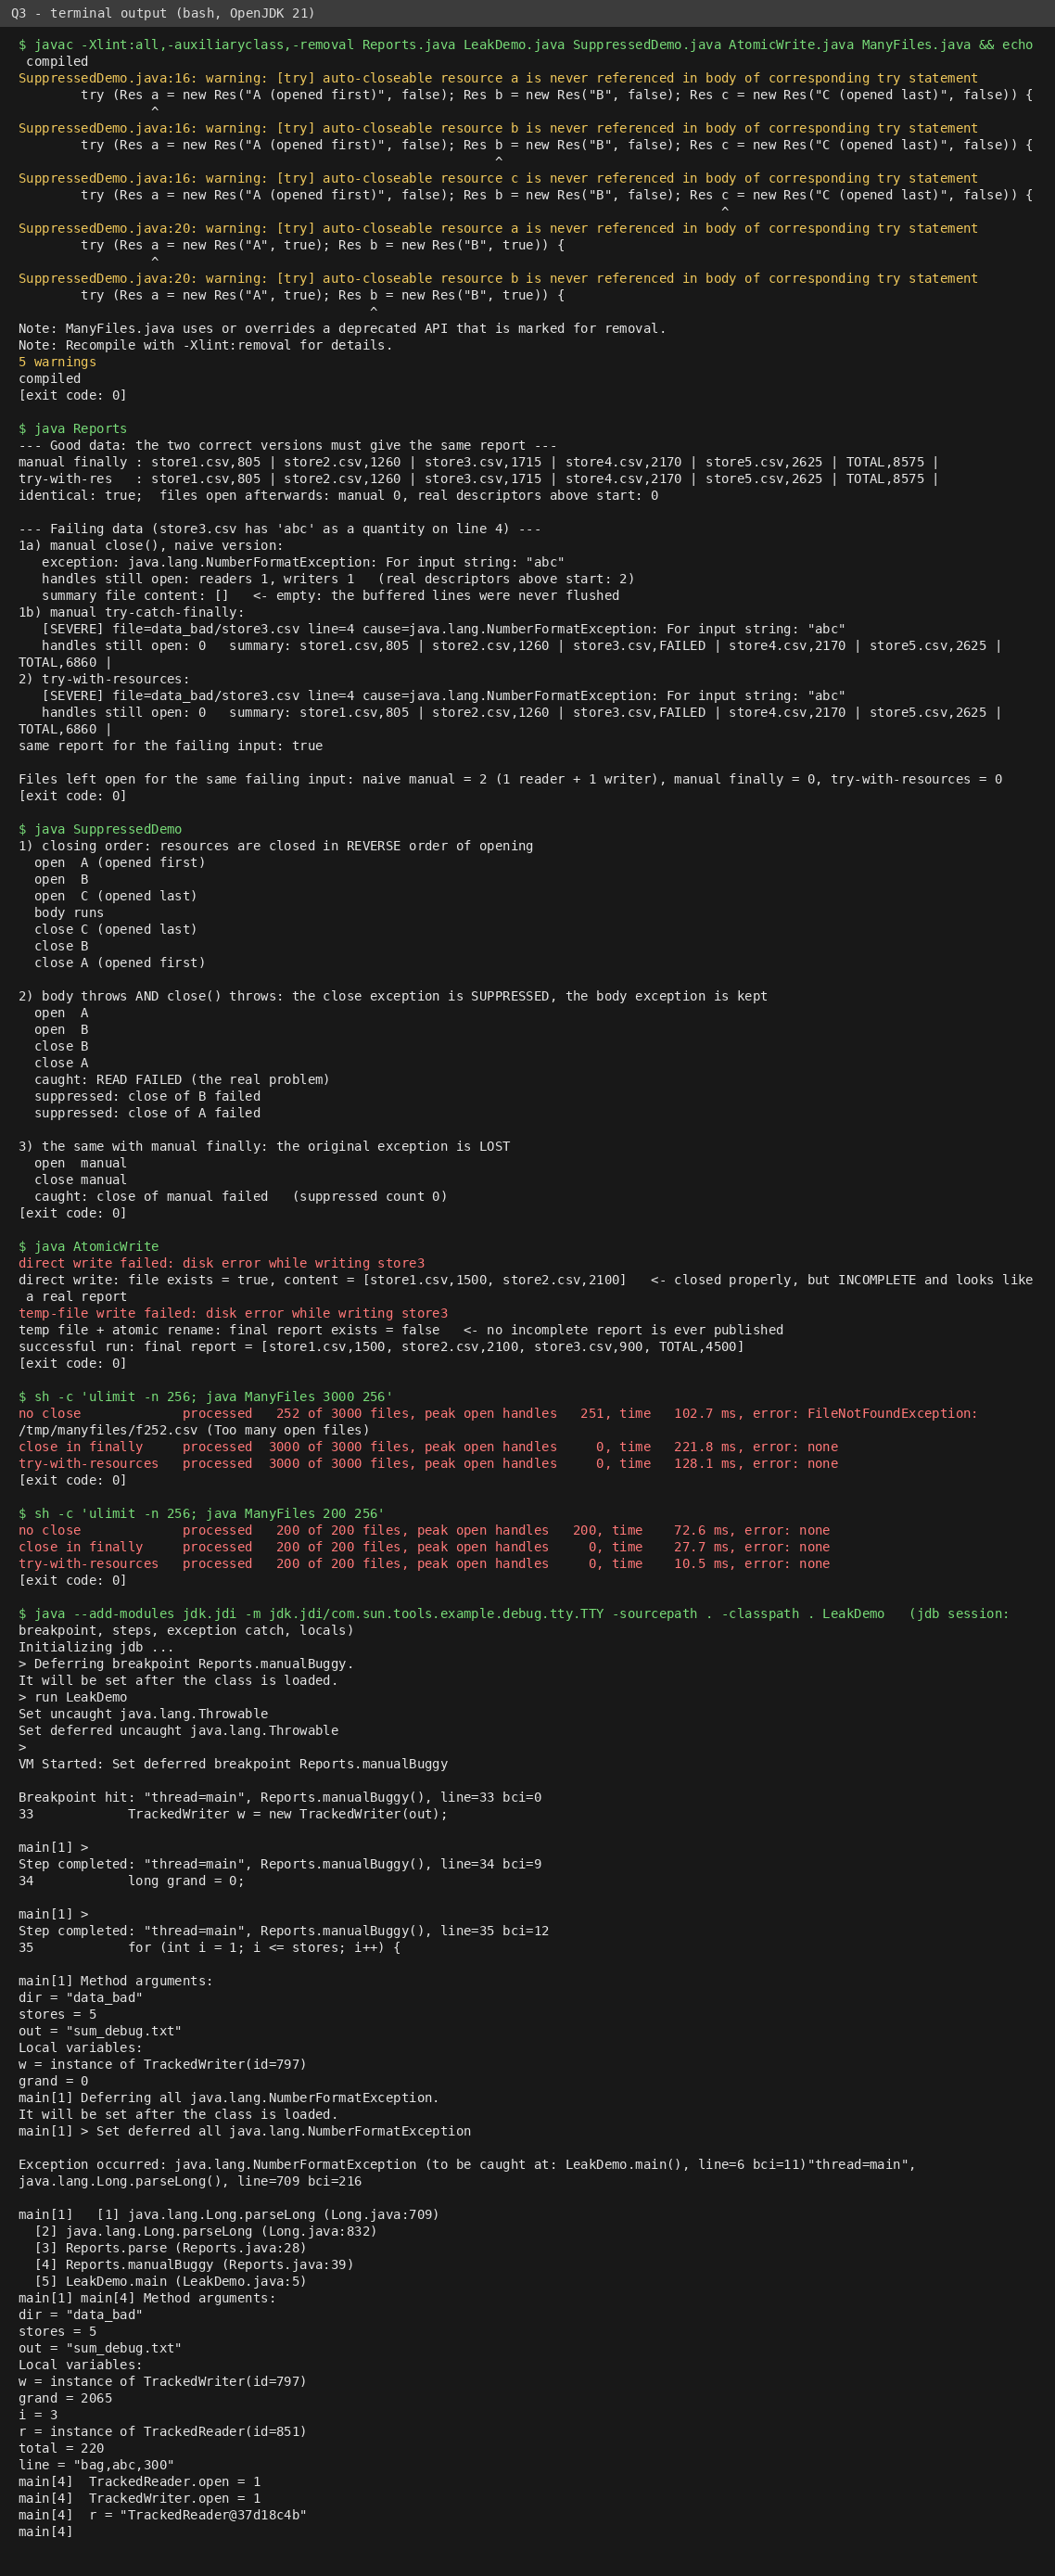 Q3 - terminal output (bash, OpenJDK 21)
$ javac -Xlint:all,-auxiliaryclass,-removal Reports.java LeakDemo.java SuppressedDemo.java AtomicWrite.java ManyFiles.java && echo
 compiled
SuppressedDemo.java:16: warning: [try] auto-closeable resource a is never referenced in body of corresponding try statement
        try (Res a = new Res("A (opened first)", false); Res b = new Res("B", false); Res c = new Res("C (opened last)", false)) {
                 ^
SuppressedDemo.java:16: warning: [try] auto-closeable resource b is never referenced in body of corresponding try statement
        try (Res a = new Res("A (opened first)", false); Res b = new Res("B", false); Res c = new Res("C (opened last)", false)) {
                                                             ^
SuppressedDemo.java:16: warning: [try] auto-closeable resource c is never referenced in body of corresponding try statement
        try (Res a = new Res("A (opened first)", false); Res b = new Res("B", false); Res c = new Res("C (opened last)", false)) {
                                                                                          ^
SuppressedDemo.java:20: warning: [try] auto-closeable resource a is never referenced in body of corresponding try statement
        try (Res a = new Res("A", true); Res b = new Res("B", true)) {
                 ^
SuppressedDemo.java:20: warning: [try] auto-closeable resource b is never referenced in body of corresponding try statement
        try (Res a = new Res("A", true); Res b = new Res("B", true)) {
                                             ^
Note: ManyFiles.java uses or overrides a deprecated API that is marked for removal.
Note: Recompile with -Xlint:removal for details.
5 warnings
compiled
[exit code: 0]

$ java Reports
--- Good data: the two correct versions must give the same report ---
manual finally : store1.csv,805 | store2.csv,1260 | store3.csv,1715 | store4.csv,2170 | store5.csv,2625 | TOTAL,8575 |
try-with-res   : store1.csv,805 | store2.csv,1260 | store3.csv,1715 | store4.csv,2170 | store5.csv,2625 | TOTAL,8575 |
identical: true;  files open afterwards: manual 0, real descriptors above start: 0

--- Failing data (store3.csv has 'abc' as a quantity on line 4) ---
1a) manual close(), naive version:
   exception: java.lang.NumberFormatException: For input string: "abc"
   handles still open: readers 1, writers 1   (real descriptors above start: 2)
   summary file content: []   <- empty: the buffered lines were never flushed
1b) manual try-catch-finally:
   [SEVERE] file=data_bad/store3.csv line=4 cause=java.lang.NumberFormatException: For input string: "abc"
   handles still open: 0   summary: store1.csv,805 | store2.csv,1260 | store3.csv,FAILED | store4.csv,2170 | store5.csv,2625 |
TOTAL,6860 |
2) try-with-resources:
   [SEVERE] file=data_bad/store3.csv line=4 cause=java.lang.NumberFormatException: For input string: "abc"
   handles still open: 0   summary: store1.csv,805 | store2.csv,1260 | store3.csv,FAILED | store4.csv,2170 | store5.csv,2625 |
TOTAL,6860 |
same report for the failing input: true

Files left open for the same failing input: naive manual = 2 (1 reader + 1 writer), manual finally = 0, try-with-resources = 0
[exit code: 0]

$ java SuppressedDemo
1) closing order: resources are closed in REVERSE order of opening
  open  A (opened first)
  open  B
  open  C (opened last)
  body runs
  close C (opened last)
  close B
  close A (opened first)

2) body throws AND close() throws: the close exception is SUPPRESSED, the body exception is kept
  open  A
  open  B
  close B
  close A
  caught: READ FAILED (the real problem)
  suppressed: close of B failed
  suppressed: close of A failed

3) the same with manual finally: the original exception is LOST
  open  manual
  close manual
  caught: close of manual failed   (suppressed count 0)
[exit code: 0]

$ java AtomicWrite
direct write failed: disk error while writing store3
direct write: file exists = true, content = [store1.csv,1500, store2.csv,2100]   <- closed properly, but INCOMPLETE and looks like
 a real report
temp-file write failed: disk error while writing store3
temp file + atomic rename: final report exists = false   <- no incomplete report is ever published
successful run: final report = [store1.csv,1500, store2.csv,2100, store3.csv,900, TOTAL,4500]
[exit code: 0]

$ sh -c 'ulimit -n 256; java ManyFiles 3000 256'
no close             processed   252 of 3000 files, peak open handles   251, time   102.7 ms, error: FileNotFoundException:
/tmp/manyfiles/f252.csv (Too many open files)
close in finally     processed  3000 of 3000 files, peak open handles     0, time   221.8 ms, error: none
try-with-resources   processed  3000 of 3000 files, peak open handles     0, time   128.1 ms, error: none
[exit code: 0]

$ sh -c 'ulimit -n 256; java ManyFiles 200 256'
no close             processed   200 of 200 files, peak open handles   200, time    72.6 ms, error: none
close in finally     processed   200 of 200 files, peak open handles     0, time    27.7 ms, error: none
try-with-resources   processed   200 of 200 files, peak open handles     0, time    10.5 ms, error: none
[exit code: 0]

$ java --add-modules jdk.jdi -m jdk.jdi/com.sun.tools.example.debug.tty.TTY -sourcepath . -classpath . LeakDemo   (jdb session:
breakpoint, steps, exception catch, locals)
Initializing jdb ...
> Deferring breakpoint Reports.manualBuggy.
It will be set after the class is loaded.
> run LeakDemo
Set uncaught java.lang.Throwable
Set deferred uncaught java.lang.Throwable
>
VM Started: Set deferred breakpoint Reports.manualBuggy

Breakpoint hit: "thread=main", Reports.manualBuggy(), line=33 bci=0
33            TrackedWriter w = new TrackedWriter(out);

main[1] >
Step completed: "thread=main", Reports.manualBuggy(), line=34 bci=9
34            long grand = 0;

main[1] >
Step completed: "thread=main", Reports.manualBuggy(), line=35 bci=12
35            for (int i = 1; i <= stores; i++) {

main[1] Method arguments:
dir = "data_bad"
stores = 5
out = "sum_debug.txt"
Local variables:
w = instance of TrackedWriter(id=797)
grand = 0
main[1] Deferring all java.lang.NumberFormatException.
It will be set after the class is loaded.
main[1] > Set deferred all java.lang.NumberFormatException

Exception occurred: java.lang.NumberFormatException (to be caught at: LeakDemo.main(), line=6 bci=11)"thread=main",
java.lang.Long.parseLong(), line=709 bci=216

main[1]   [1] java.lang.Long.parseLong (Long.java:709)
  [2] java.lang.Long.parseLong (Long.java:832)
  [3] Reports.parse (Reports.java:28)
  [4] Reports.manualBuggy (Reports.java:39)
  [5] LeakDemo.main (LeakDemo.java:5)
main[1] main[4] Method arguments:
dir = "data_bad"
stores = 5
out = "sum_debug.txt"
Local variables:
w = instance of TrackedWriter(id=797)
grand = 2065
i = 3
r = instance of TrackedReader(id=851)
total = 220
line = "bag,abc,300"
main[4]  TrackedReader.open = 1
main[4]  TrackedWriter.open = 1
main[4]  r = "TrackedReader@37d18c4b"
main[4]